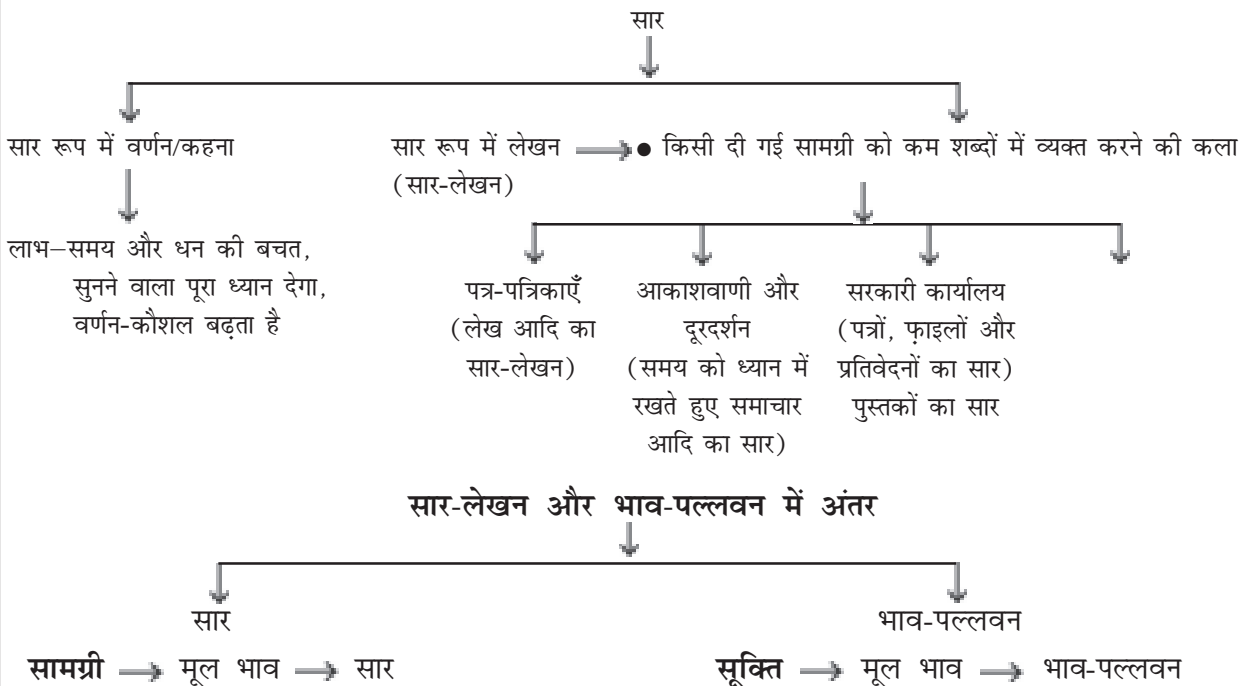 सार
सार रूप में वर्णन/कहना
लाभ–समय और धन की बचत,
सुनने वाला पूरा ध्यान देगा,
वर्णन-कौशल बढ़ता है
सार रूप में लेखन
(सार-लेखन)
● किसी दी गई सामग्री को कम शब्दों में व्यक्त करने की कला
पत्र-पत्रिकाएँ
(लेख आदि का
सार-लेखन)
आकाशवाणी और
दूरदर्शन
(समय को ध्यान में
रखते हुए समाचार
आदि का सार)
सरकारी कार्यालय
(पत्रों, फ़ाइलों और
प्रतिवेदनों का सार)
पुस्तकों का सार
सार-लेखन और भाव-पल्लवन में अंतर
सार
सामग्री → मूल भाव → सार
भाव-पल्लवन
सूक्ति → मूल भाव → भाव-पल्लवन